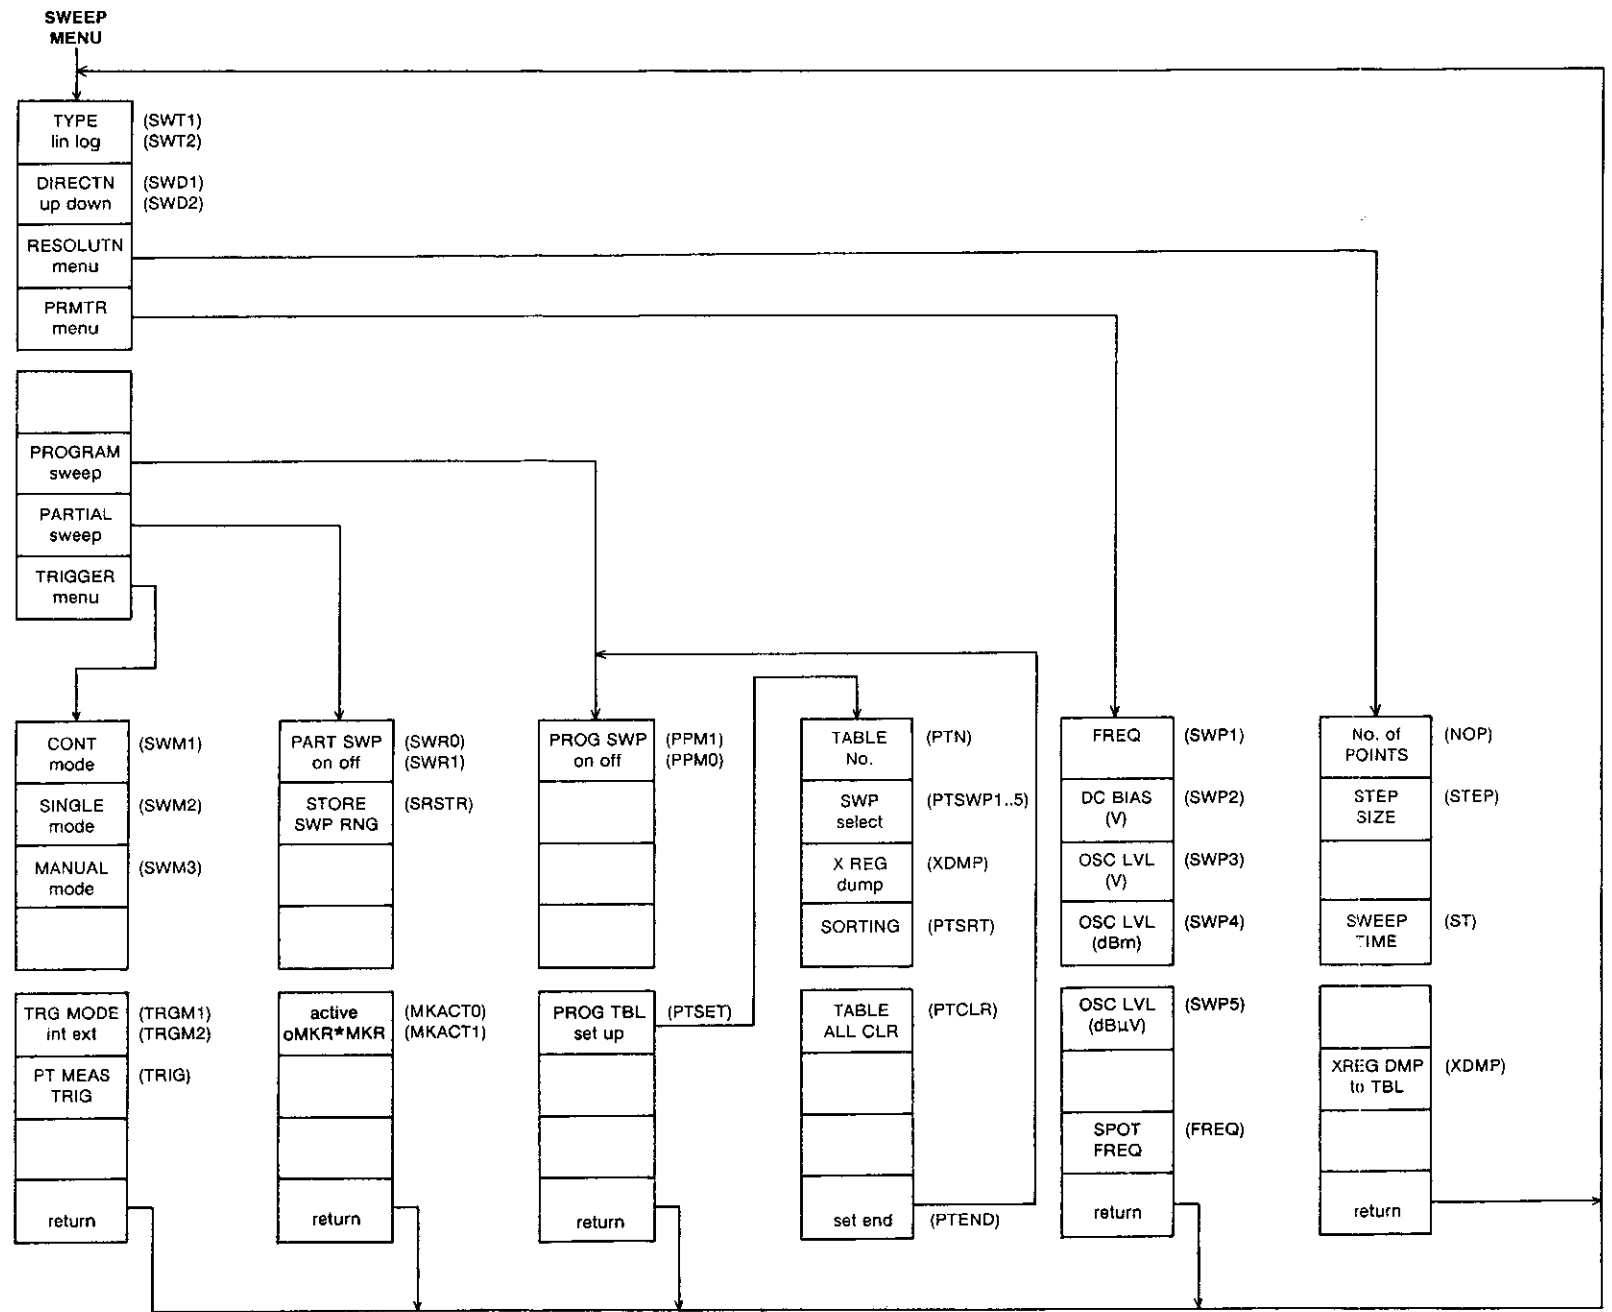 SWEEP
MENU
TYPE
lin log
(SWT1)
(SWT2)
DIRECTN
up down
(SWD1)
(SWD2)
RESOLUTN
menu
PRMTR
menu
PROGRAM
sweep
PARTIAL
sweep
TRIGGER
menu
CONT
mode
(SWM1)
SINGLE
mode
(SWM2)
MANUAL
mode
(SWM3)
TRG MODE
int ext
(TRGM1)
(TRGM2)
PT MEAS
TRIG
(TRIG)
return
PART SWP
on off
(SWR0)
(SWR1)
STORE
SWP RNG
(SRSTR)
active
oMKR*MKR
(MKACT0)
(MKACT1)
return
PROG SWP
on off
(PPM1)
(PPM0)
PROG TBL
set up
(PTSET)
return
TABLE
No.
(PTN)
SWP
select
(PTSWP1..5)
X REG
dump
(XDMP)
SORTING
(PTSRT)
TABLE
ALL CLR
(PTCLR)
set end
(PTEND)
FREQ
(SWP1)
DC BIAS
(V)
(SWP2)
OSC LVL
(V)
(SWP3)
OSC LVL
(dBm)
(SWP4)
OSC LVL
(dBµV)
(SWP5)
SPOT
FREQ
(FREQ)
return
No. of
POINTS
(NOP)
STEP
SIZE
(STEP)
SWEEP
TIME
(ST)
XREG DMP
to TBL
(XDMP)
return